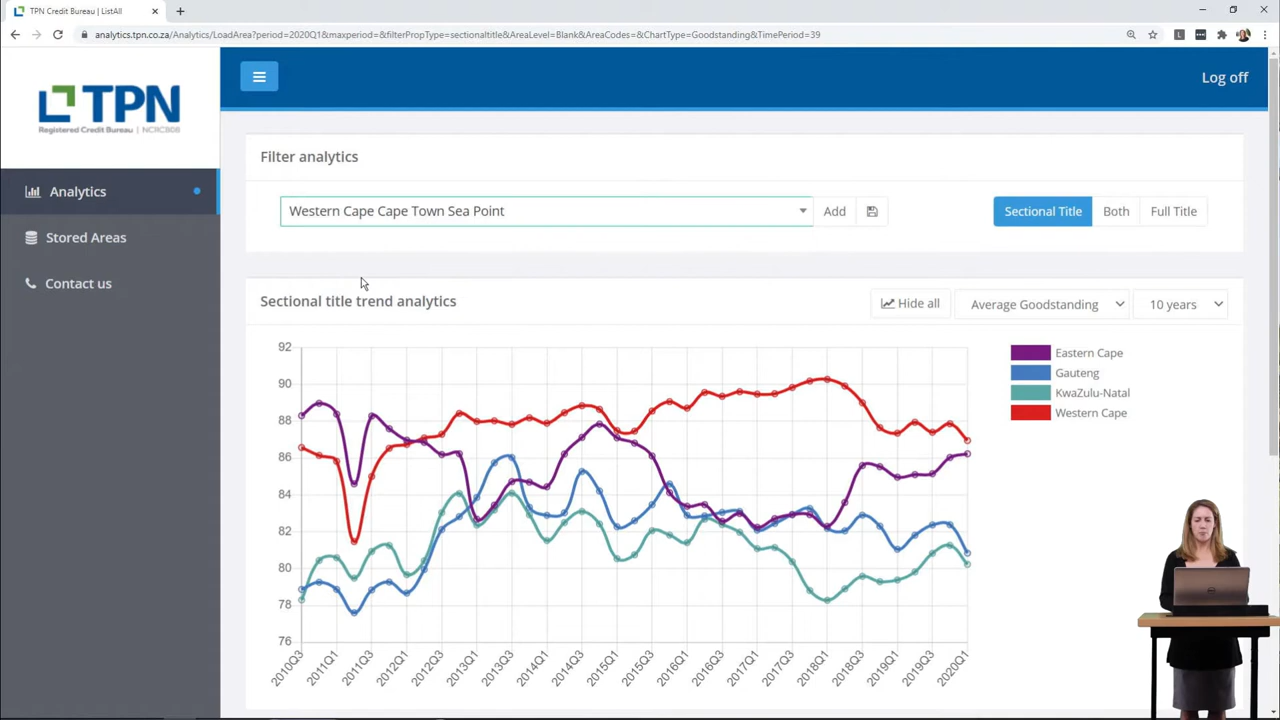 TPN Credit Bureau | ListAll
analytics.tpn.co.za/Analytics/LoadArea?period=2020Q1&maxperiod=&filterPropType=sectionaltitle&AreaLevel=Blank&AreaCodes=&ChartType=Goodstanding&TimePeriod=39
TPN
Registered Credit Bureau | NCRCB08
Log off
Analytics
Stored Areas
Contact us
Filter analytics
Western Cape Cape Town Sea Point
Add
Sectional Title
Both
Full Title
Sectional title trend analytics
Hide all
Average Goodstanding
10 years
92
90
88
86
84
82
80
78
76
2010Q3
2011Q1
2011Q3
2012Q1
2012Q3
2013Q1
2013Q3
2014Q1
2014Q3
2015Q1
2015Q3
2016Q1
2016Q3
2017Q1
2017Q3
2018Q1
2018Q3
2019Q1
2019Q3
2020Q1
Eastern Cape
Gauteng
KwaZulu-Natal
Western Cape